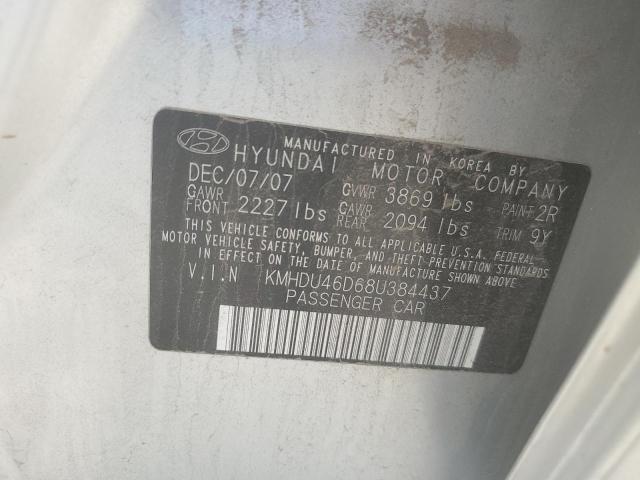 MANUFACTURED IN KOREA BY
HYUNDAI MOTOR COMPANY
DEC/07/07 GVWR 3869 lbs PAINT 2R
GAWR FRONT 2227 lbs GAWR REAR 2094 lbs TRIM 9Y
THIS VEHICLE CONFORMS TO ALL APPLICABLE U.S.A. FEDERAL
MOTOR VEHICLE SAFETY, BUMPER, AND THEFT PREVENTION STANDARDS
IN EFFECT ON THE DATE OF MANUFACTURE SHOWN ABOVE
V.I.N KMHDU46D68U384437
PASSENGER CAR